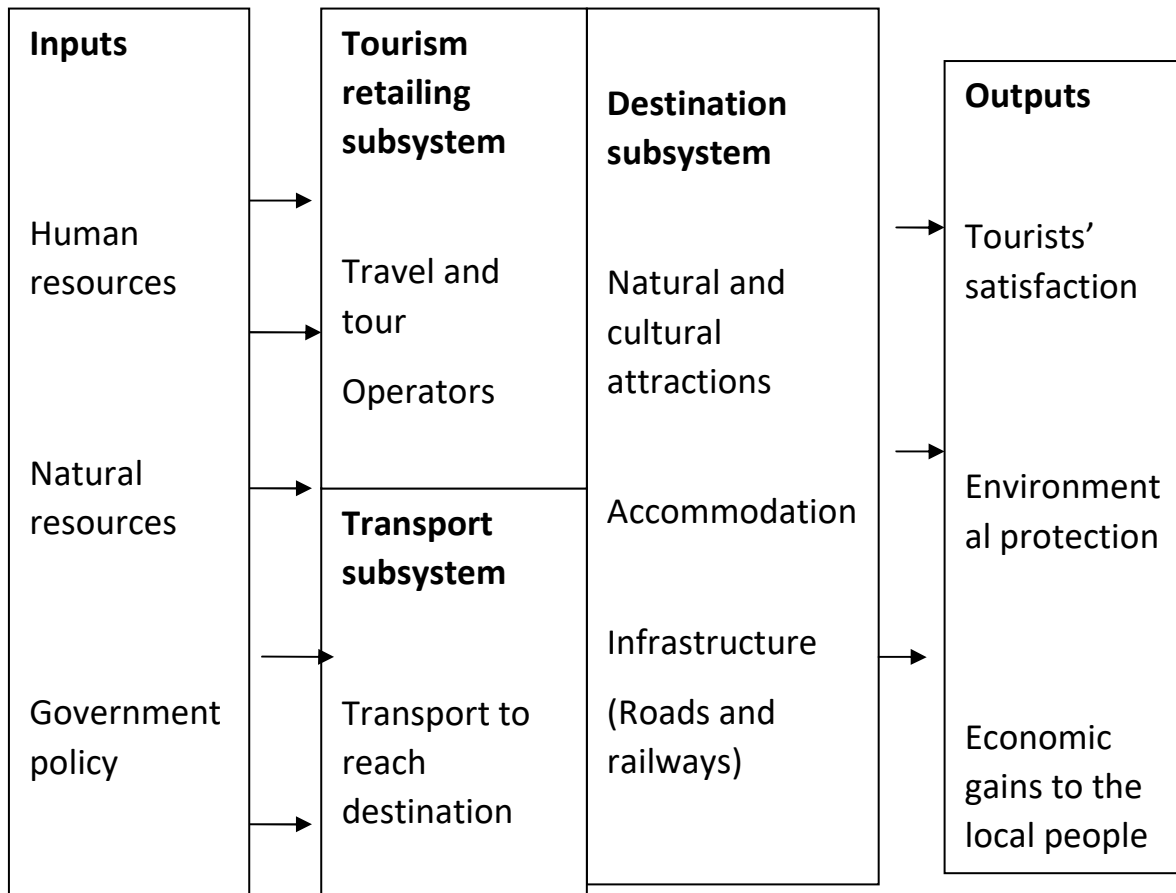 Inputs
Human
resources
Natural
resources
Government
policy
Tourism
retailing
subsystem
Travel and
tour
Operators
Transport
subsystem
Transport to
reach
destination
Destination
subsystem
Natural and
cultural
attractions
Accommodation
Infrastructure
(Roads and
railways)
Outputs
Tourists’
satisfaction
Environment
al protection
Economic
gains to the
local people